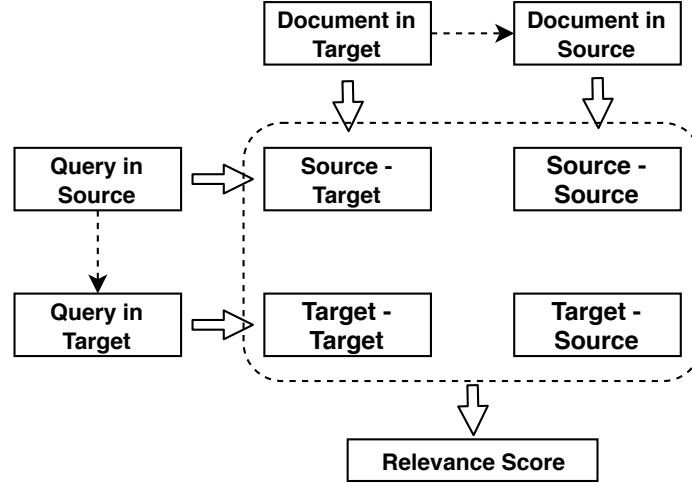 Document in
Target
Document in
Source
Query in
Source
Source -
Target
Source -
Source
Query in
Target
Target -
Target
Target -
Source
Relevance Score